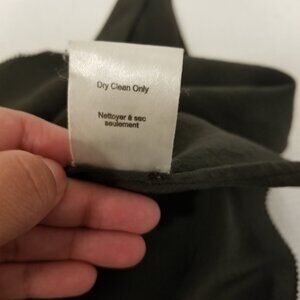 Dry Clean Only
Nettoyer à sec
seulement